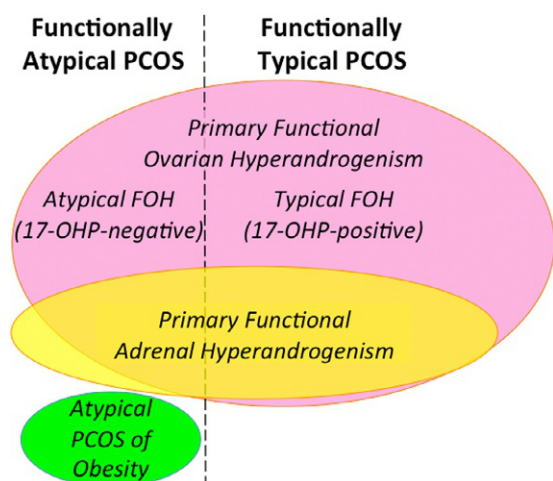 Functionally
Atypical PCOS
Functionally
Typical PCOS
Primary Functional
Ovarian Hyperandrogenism
Atypical FOH
(17-OHP-negative)
Typical FOH
(17-OHP-positive)
Primary Functional
Adrenal Hyperandrogenism
Atypical
PCOS of
Obesity